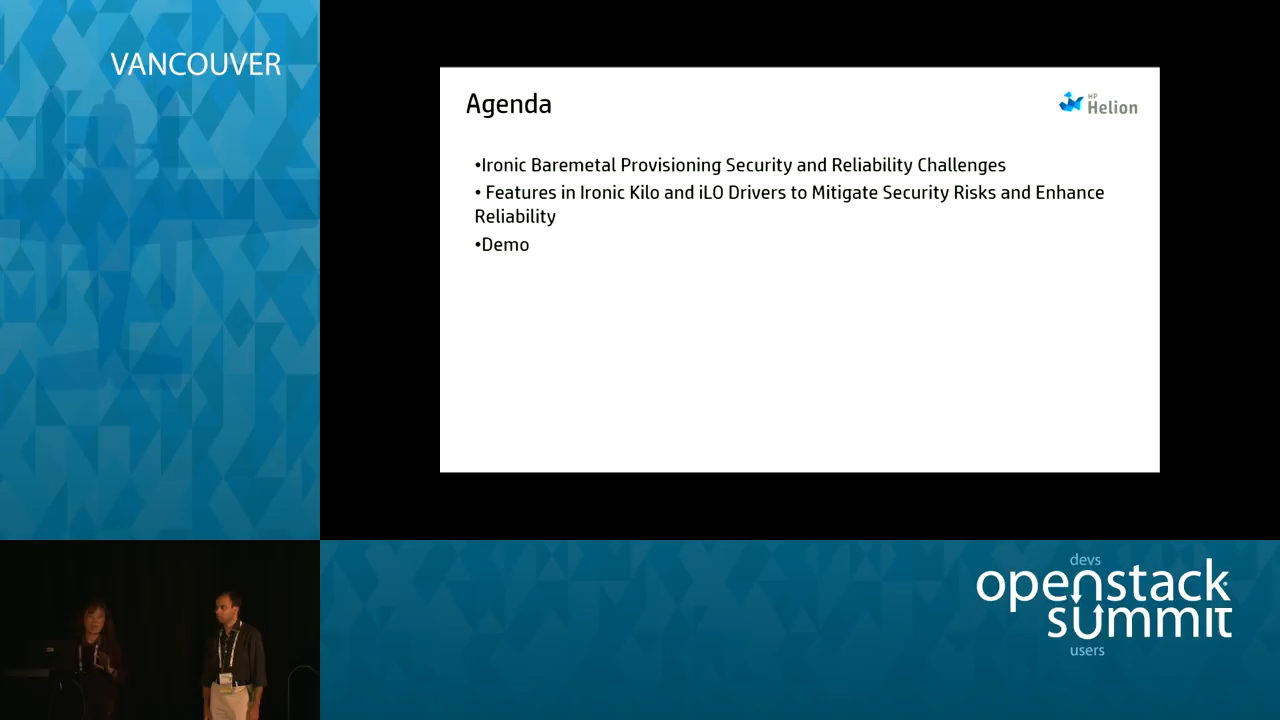 VANCOUVER
Agenda
HP
Helion
•Ironic Baremetal Provisioning Security and Reliability Challenges
• Features in Ironic Kilo and iLO Drivers to Mitigate Security Risks and Enhance
Reliability
•Demo
devs
openstack
summit
users